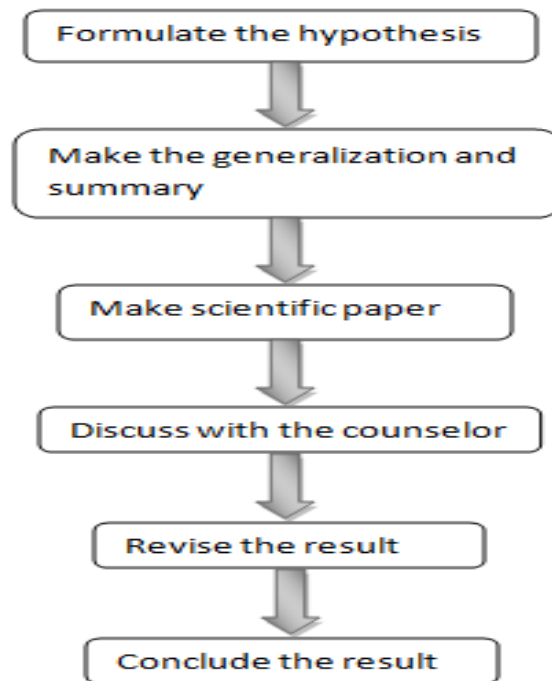 Formulate the hypothesis
Make the generalization and
summary
Make scientific paper
Discuss with the counselor
Revise the result
Conclude the result